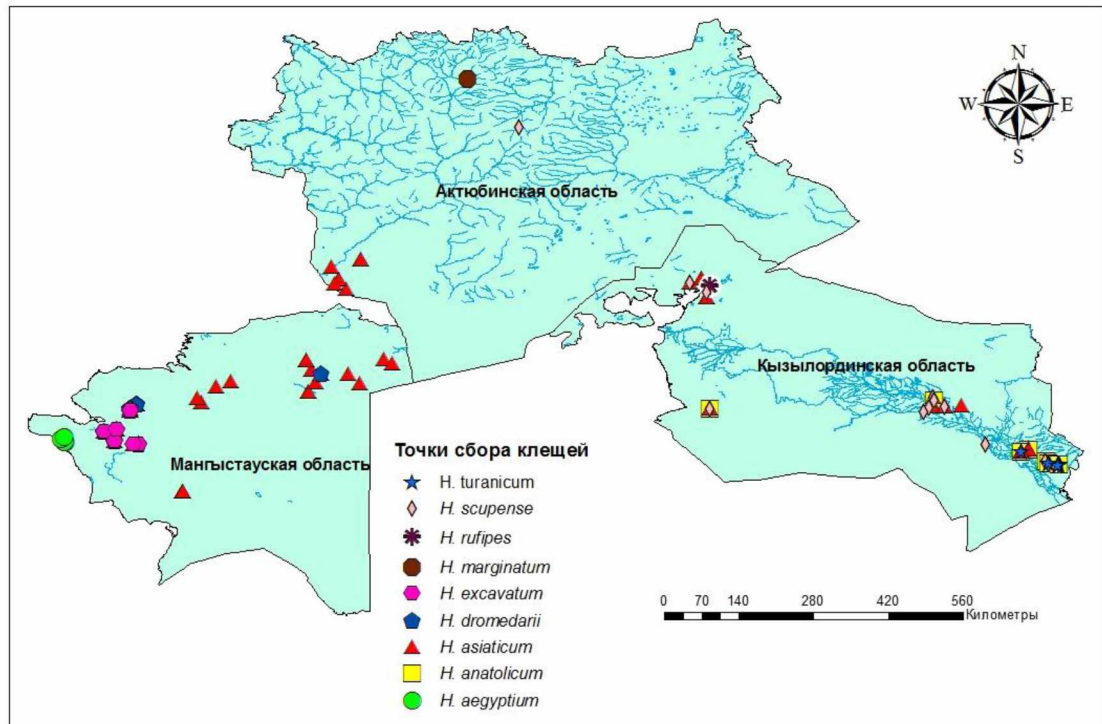 N
W E
S
Актюбинская область
Кызылординская область
Мангыстауская область
Точки сбора клещей
H. turanicum
H. scupense
H. rufipes
H. marginatum
H. excavatum
H. dromedarii
H. asiaticum
H. anatolicum
H. aegyptium
0 70 140 280 420 560
Километры